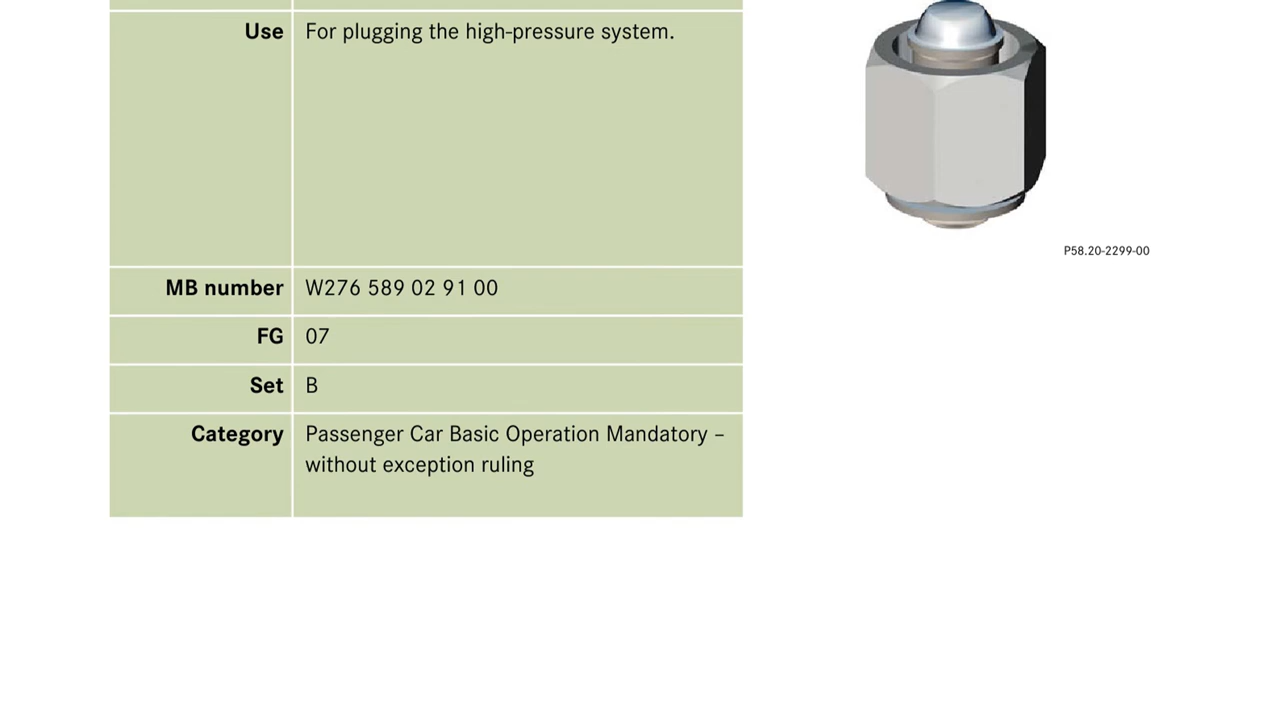 Use For plugging the high-pressure system.
P58.20-2299-00
MB number W276 589 02 91 00
FG 07
Set B
Category Passenger Car Basic Operation Mandatory –
without exception ruling